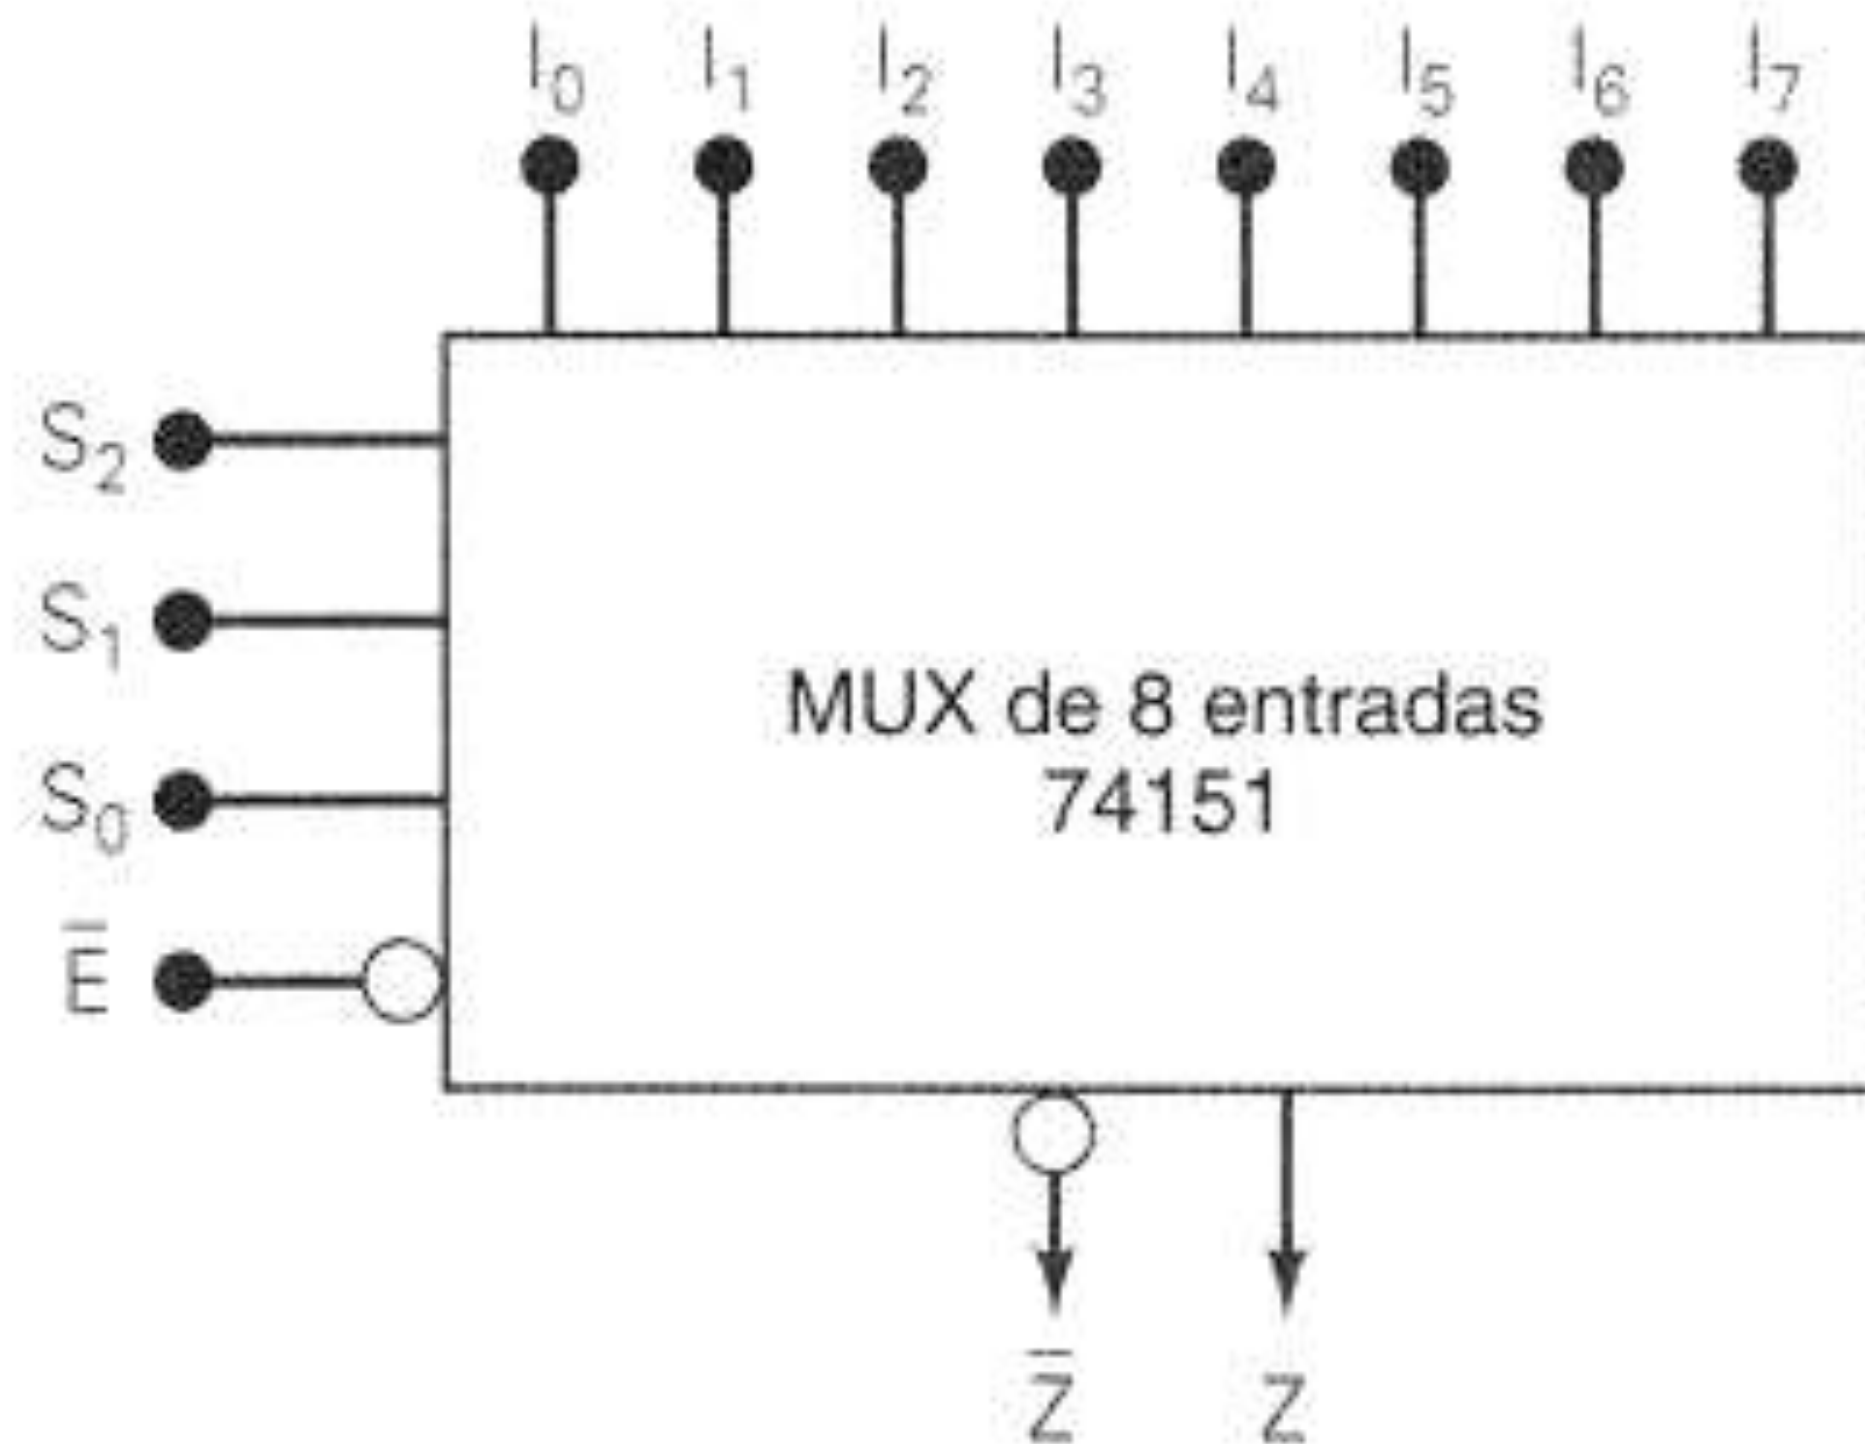 I₀ I₁ I₂ I₃ I₄ I₅ I₆ I₇
S₂
S₁
MUX de 8 entradas
74151
S₀
E̅
Z̅ Z